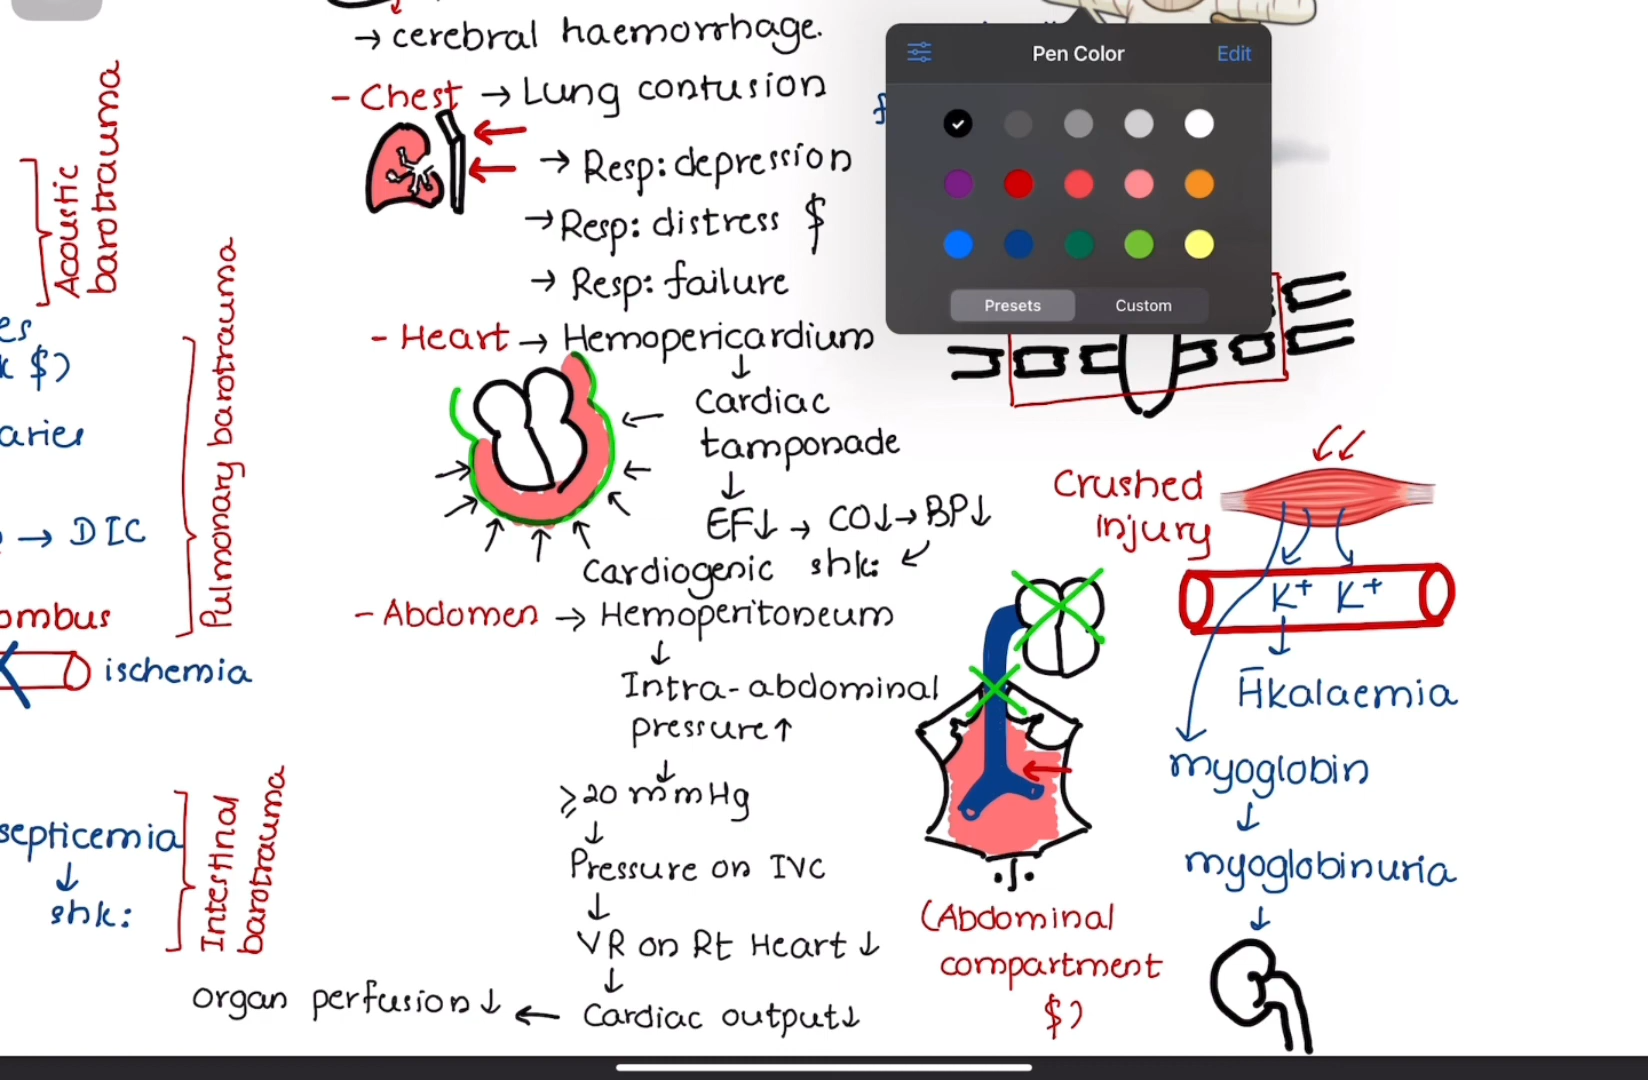 → cerebral haemorrhage.
- Chest → Lung contusion
→ Resp: depression
→ Resp: distress $
→ Resp: failure
- Heart → Hemopericardium
↓
Cardiac
tamponade
↓
EF↓ → CO↓ → BP↓
Cardiogenic shk: ↙
- Abdomen → Hemoperitoneum
↓
Intra-abdominal
pressure↑
↓
≥20 mmHg
↓
Pressure on IVC
↓
VR on Rt Heart ↓
↓
organ perfusion↓ ← Cardiac output↓
Acoustic
barotrauma
Pulmonary barotrauma
$)
→ DIC
ischemia
septicemia
↓
shk:
Intestinal
barotrauma
Pen Color
Edit
Presets
Custom
Crushed
injury
K+ K+
↓
myoglobin
↓
myoglobinuria
↓
(Abdominal
compartment
$)